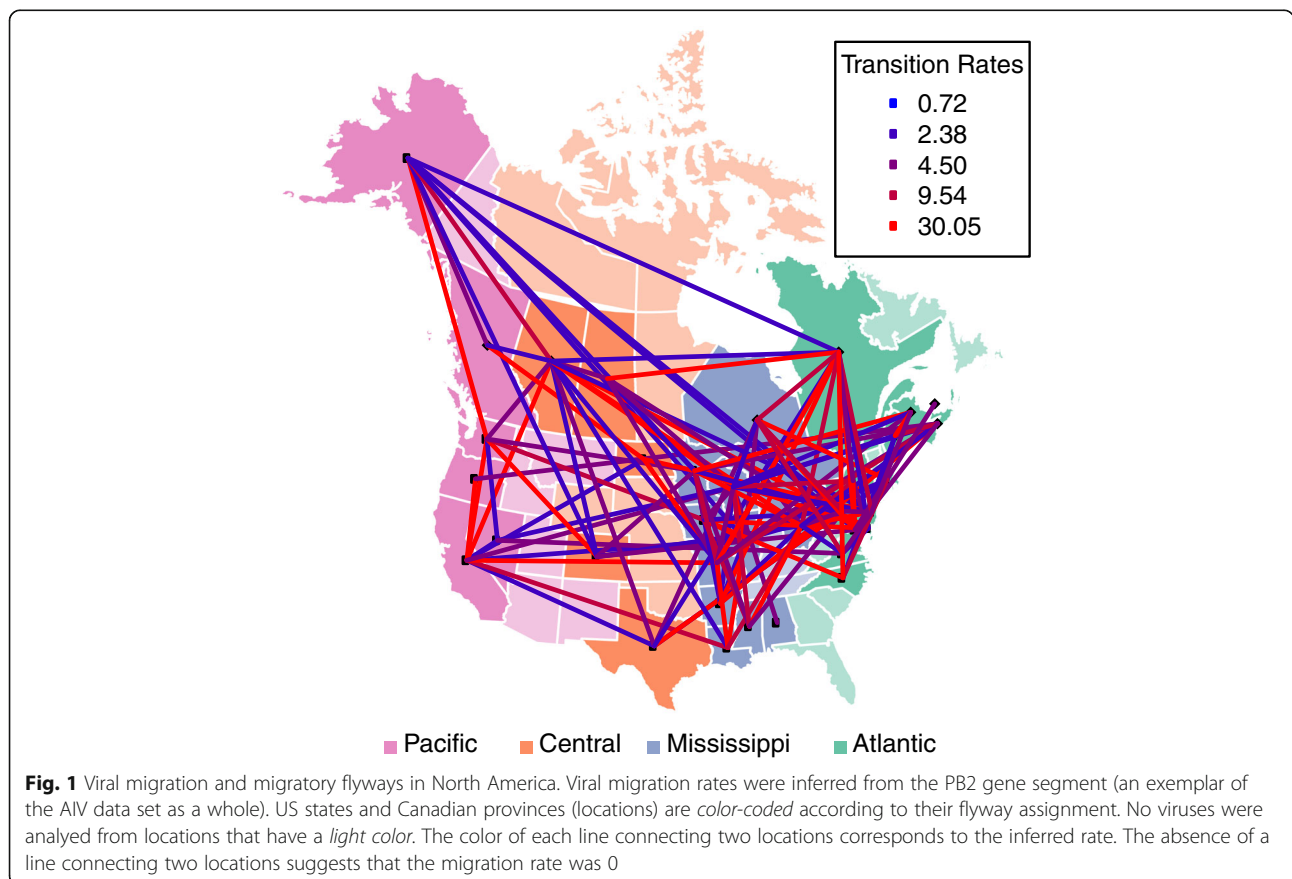 Transition Rates
0.72
2.38
4.50
9.54
30.05
Pacific Central Mississippi Atlantic
Fig. 1 Viral migration and migratory flyways in North America. Viral migration rates were inferred from the PB2 gene segment (an exemplar of
the AIV data set as a whole). US states and Canadian provinces (locations) are color-coded according to their flyway assignment. No viruses were
analyed from locations that have a light color. The color of each line connecting two locations corresponds to the inferred rate. The absence of a
line connecting two locations suggests that the migration rate was 0